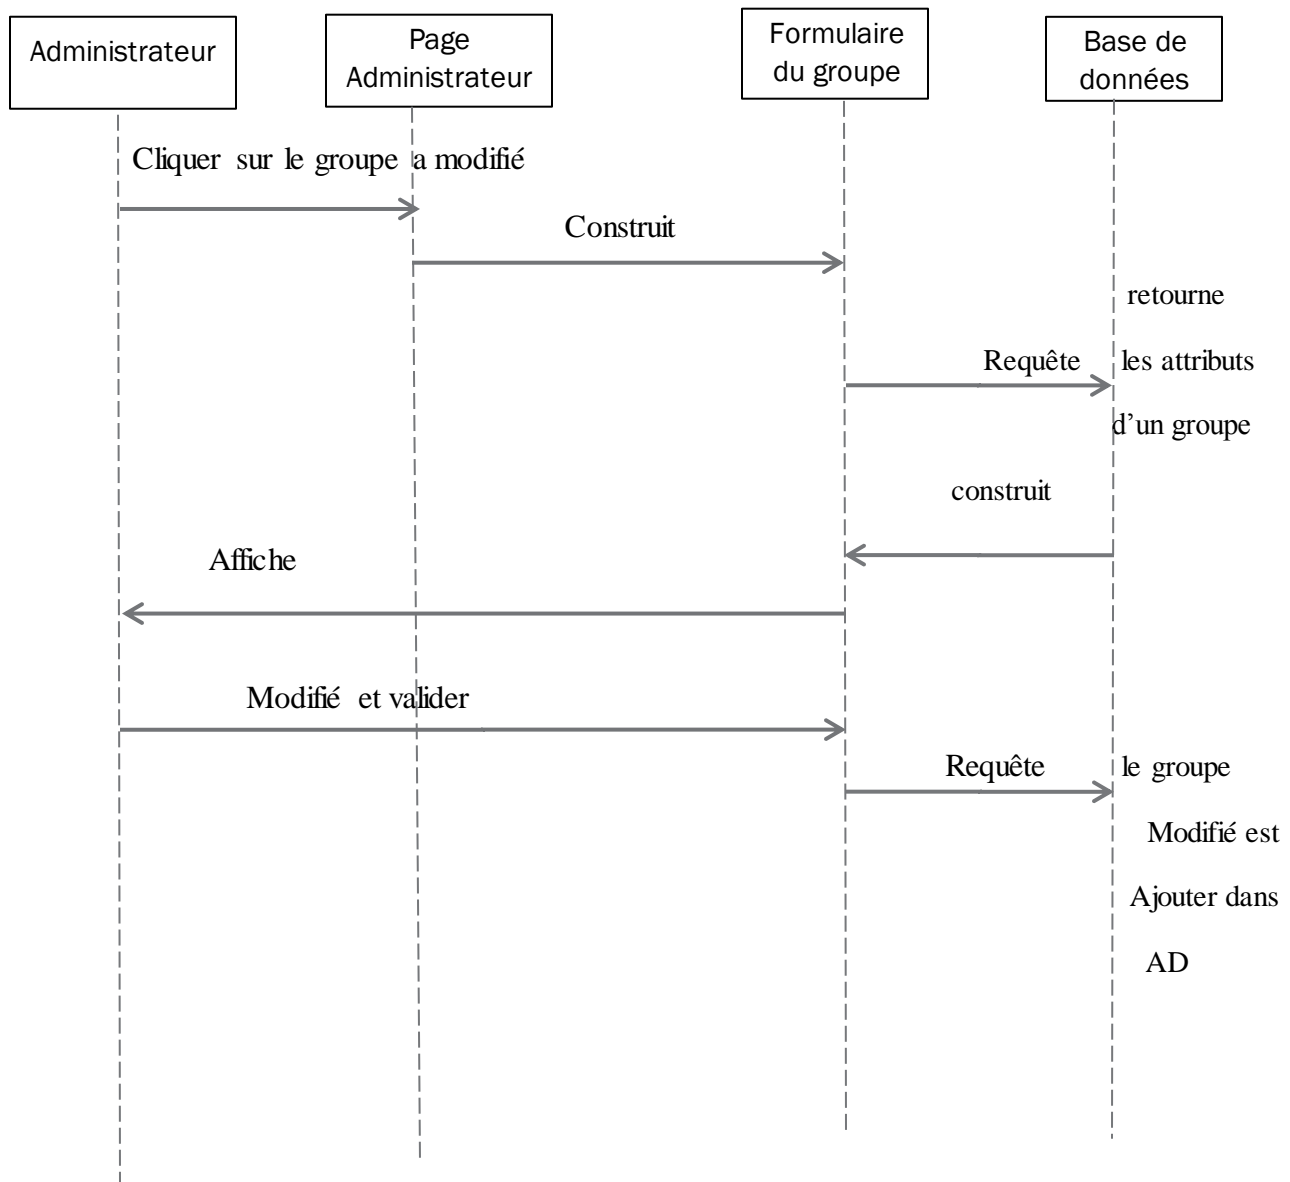 Administrateur
Page
Administrateur
Formulaire
du groupe
Base de
données
Cliquer sur le groupe a modifié
Construit
retourne
Requête
les attributs
d’un groupe
construit
Affiche
Modifié et valider
Requête
le groupe
Modifié est
Ajouter dans
AD